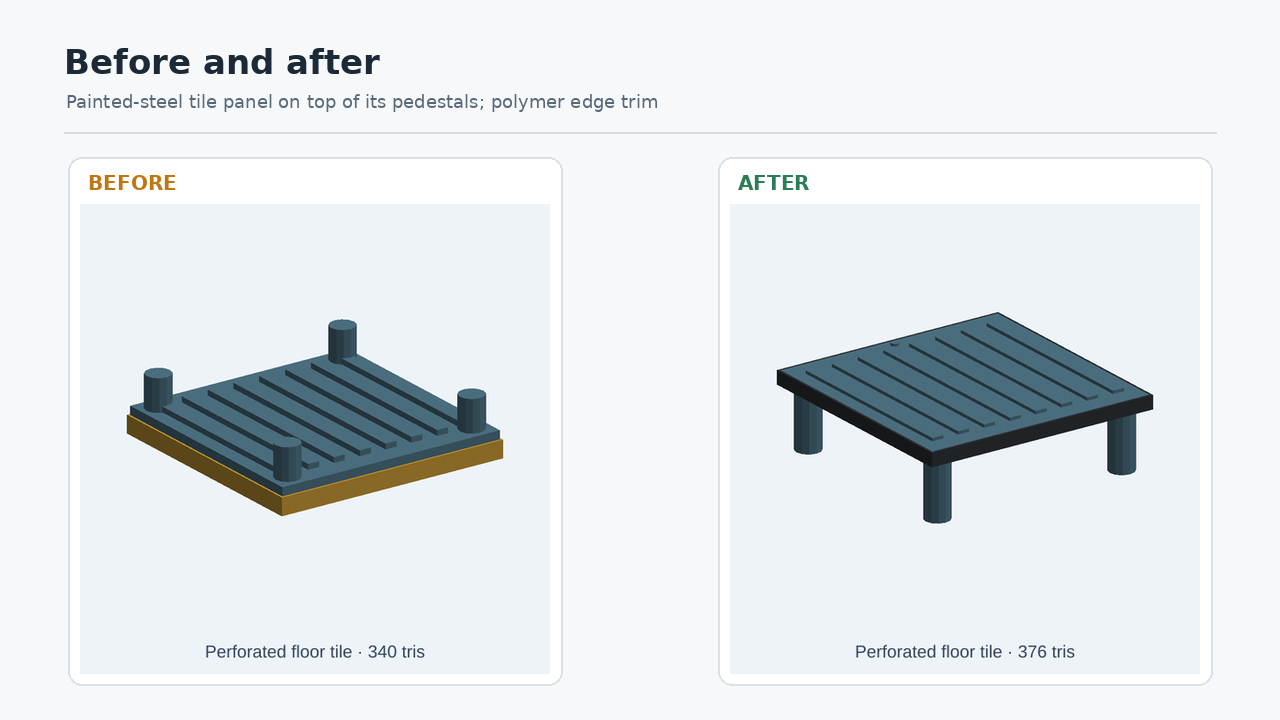 Before and after
Painted-steel tile panel on top of its pedestals; polymer edge trim
BEFORE
Perforated floor tile · 340 tris
AFTER
Perforated floor tile · 376 tris